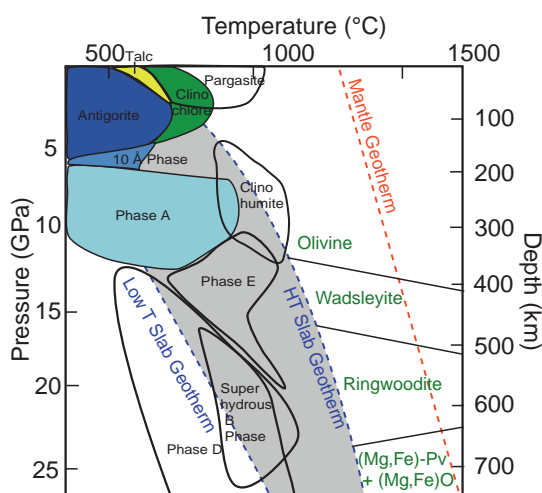 Temperature (°C)
500
Talc
1000
1500
Pargasite
Clino
chlore
Antigorite
10 Å Phase
Phase A
Clino
humite
Phase E
Super
hydrous
B
Phase
Phase D
Low T Slab Geotherm
HT Slab Geotherm
Mantle Geotherm
Olivine
Wadsleyite
Ringwoodite
(Mg,Fe)-Pv
+ (Mg,Fe)O
Pressure (GPa)
5
10
15
20
25
Depth (km)
100
200
300
400
500
600
700